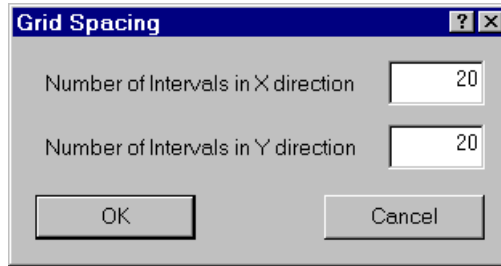 Grid Spacing
Number of Intervals in X direction 20
Number of Intervals in Y direction 20
OK Cancel